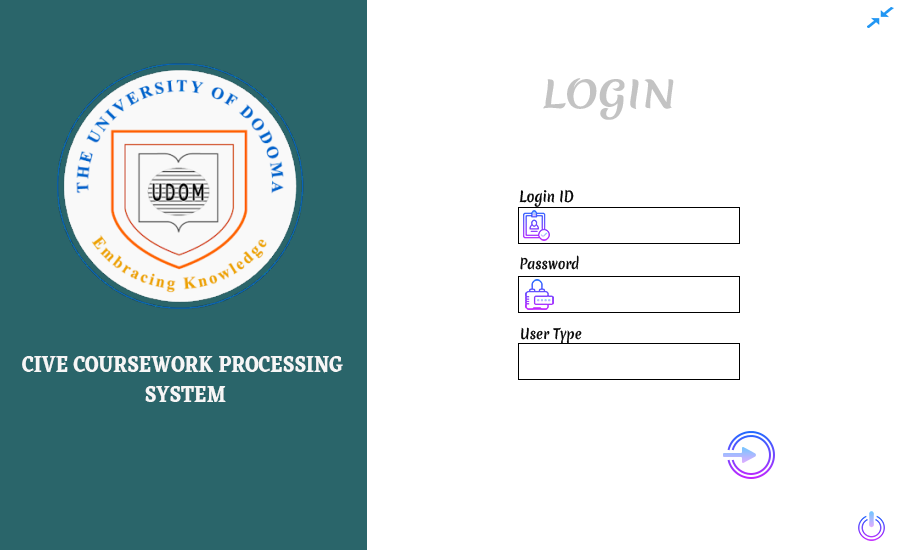 THE UNIVERSITY OF DODOMA
UDOM
Embracing Knowledge
CIVE COURSEWORK PROCESSING
SYSTEM
LOGIN
Login ID
Password
User Type